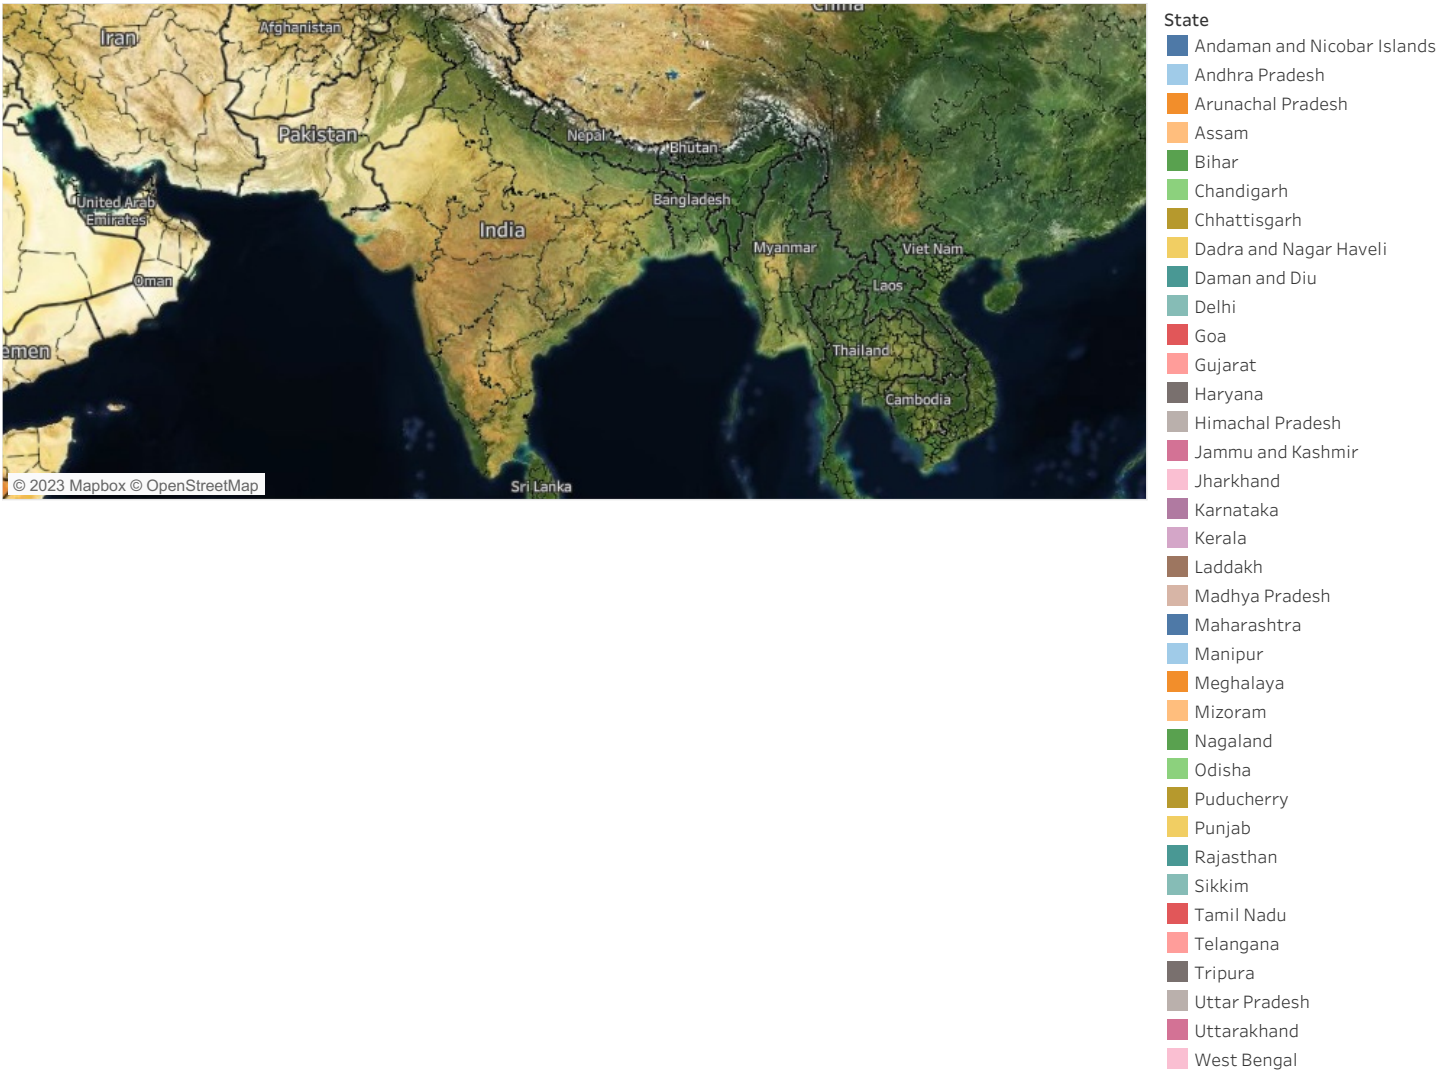 China
Iran
Afghanistan
Pakistan
Nepal
Bhutan
United Arab
Emirates
Bangladesh
India
Myanmar
Viet Nam
Oman
Laos
emen
Thailand
Cambodia
Sri Lanka
© 2023 Mapbox © OpenStreetMap
State
Andaman and Nicobar Islands
Andhra Pradesh
Arunachal Pradesh
Assam
Bihar
Chandigarh
Chhattisgarh
Dadra and Nagar Haveli
Daman and Diu
Delhi
Goa
Gujarat
Haryana
Himachal Pradesh
Jammu and Kashmir
Jharkhand
Karnataka
Kerala
Laddakh
Madhya Pradesh
Maharashtra
Manipur
Meghalaya
Mizoram
Nagaland
Odisha
Puducherry
Punjab
Rajasthan
Sikkim
Tamil Nadu
Telangana
Tripura
Uttar Pradesh
Uttarakhand
West Bengal